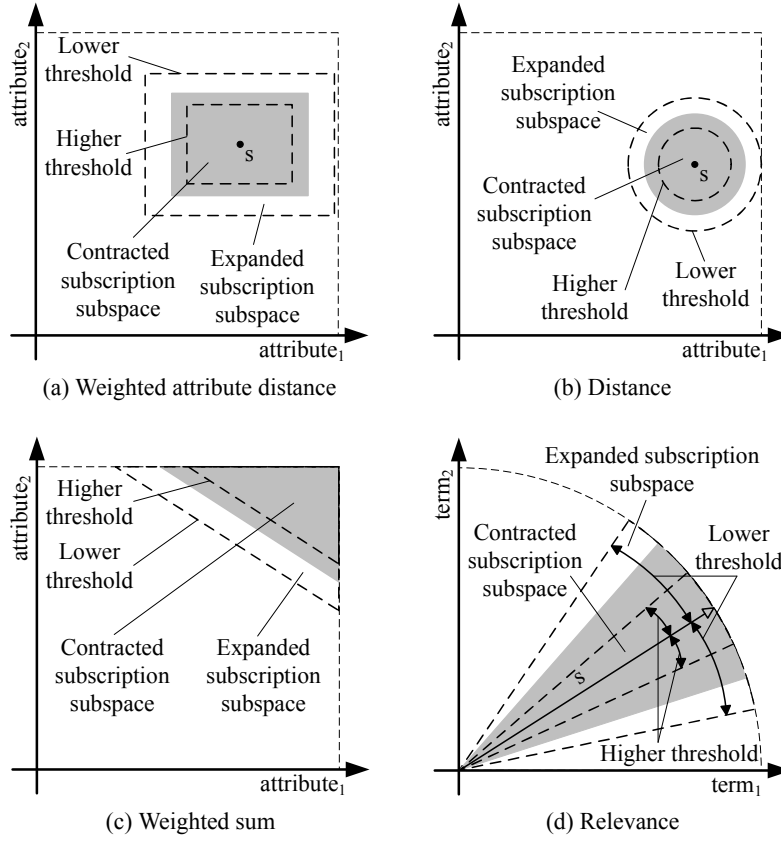 attribute2
Lower
threshold
Higher
threshold
s
Contracted
subscription
subspace
Expanded
subscription
subspace
attribute1
(a) Weighted attribute distance
attribute2
Expanded
subscription
subspace
Contracted
subscription
subspace
s
Higher
threshold
Lower
threshold
attribute1
(b) Distance
attribute2
Higher
threshold
Lower
threshold
Contracted
subscription
subspace
Expanded
subscription
subspace
attribute1
(c) Weighted sum
term2
Expanded subscription
subspace
Contracted
subscription
subspace
Lower
threshold
s
Higher threshold
term1
(d) Relevance